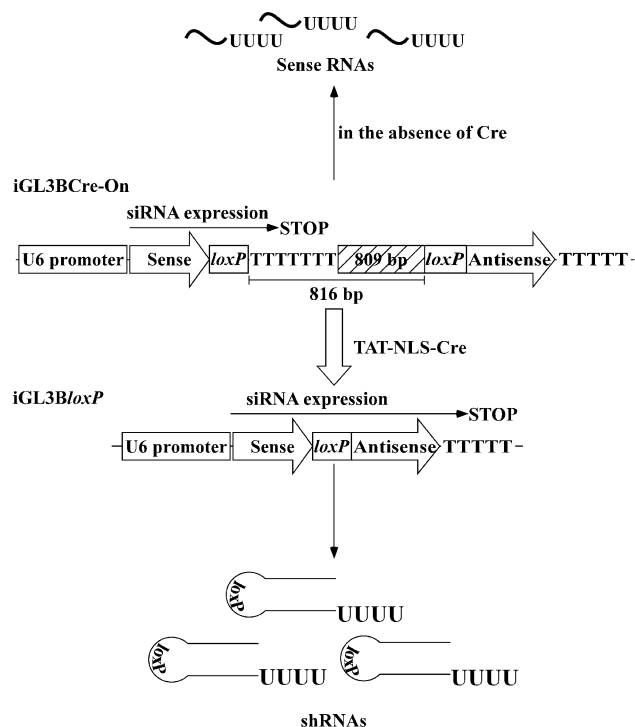 UUUU
UUUU UUUU
Sense RNAs
in the absence of Cre
iGL3BCre-On
siRNA expression
STOP
U6 promoter Sense loxP TTTTTTT 809 bp loxP Antisense TTTTT
816 bp
TAT-NLS-Cre
iGL3BloxP
siRNA expression
STOP
U6 promoter Sense loxP Antisense TTTTT
loxP
UUUU
loxP UUUU loxP UUUU
shRNAs